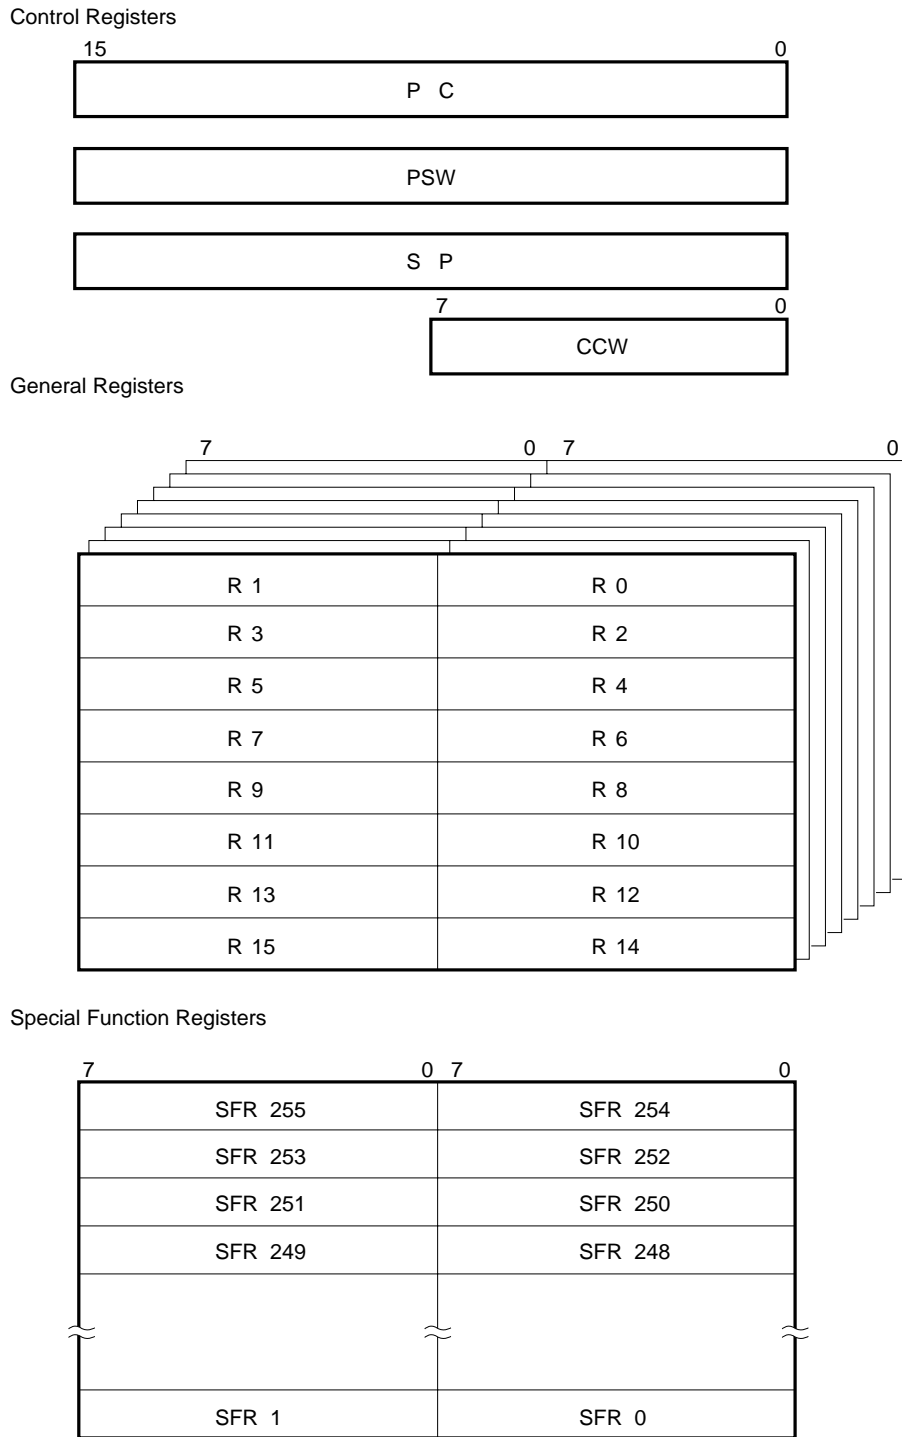 Control Registers
15 0
P C
PSW
S P
7 0
CCW
General Registers
7 0 7 0
R 1 R 0
R 3 R 2
R 5 R 4
R 7 R 6
R 9 R 8
R 11 R 10
R 13 R 12
R 15 R 14
Special Function Registers
7 0 7 0
SFR 255 SFR 254
SFR 253 SFR 252
SFR 251 SFR 250
SFR 249 SFR 248
SFR 1 SFR 0